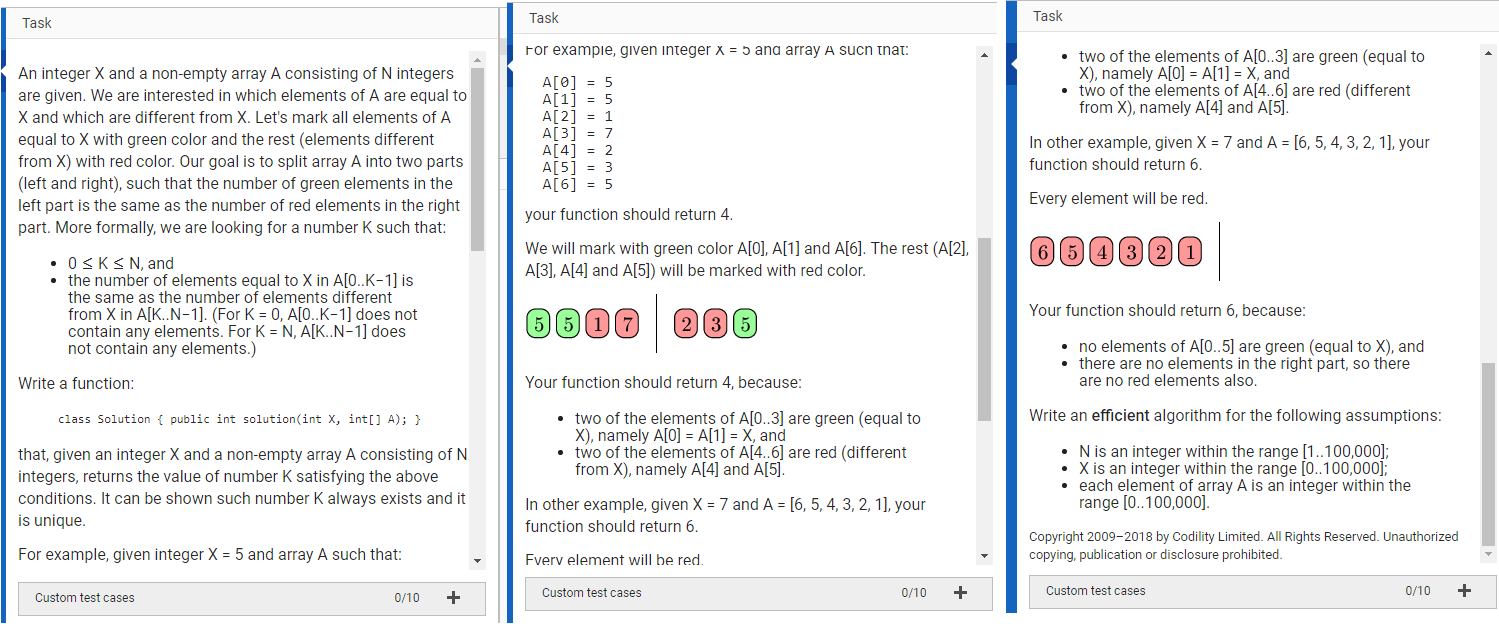 Task
An integer X and a non-empty array A consisting of N integers
are given. We are interested in which elements of A are equal to
X and which are different from X. Let's mark all elements of A
equal to X with green color and the rest (elements different
from X) with red color. Our goal is to split array A into two parts
(left and right), such that the number of green elements in the
left part is the same as the number of red elements in the right
part. More formally, we are looking for a number K such that:
• 0 ≤ K ≤ N, and
• the number of elements equal to X in A[0..K−1] is
the same as the number of elements different
from X in A[K..N−1]. (For K = 0, A[0..K−1] does not
contain any elements. For K = N, A[K..N−1] does
not contain any elements.)
Write a function:
class Solution { public int solution(int X, int[] A); }
that, given an integer X and a non-empty array A consisting of N
integers, returns the value of number K satisfying the above
conditions. It can be shown such number K always exists and it
is unique.
For example, given integer X = 5 and array A such that:
Custom test cases 0/10 +
Task
For example, given integer X = 5 and array A such that:
A[0] = 5
A[1] = 5
A[2] = 1
A[3] = 7
A[4] = 2
A[5] = 3
A[6] = 5
your function should return 4.
We will mark with green color A[0], A[1] and A[6]. The rest (A[2],
A[3], A[4] and A[5]) will be marked with red color.
5 5 1 7 2 3 5
Your function should return 4, because:
• two of the elements of A[0..3] are green (equal to
X), namely A[0] = A[1] = X, and
• two of the elements of A[4..6] are red (different
from X), namely A[4] and A[5].
In other example, given X = 7 and A = [6, 5, 4, 3, 2, 1], your
function should return 6.
Every element will be red.
Custom test cases 0/10 +
Task
• two of the elements of A[0..3] are green (equal to
X), namely A[0] = A[1] = X, and
• two of the elements of A[4..6] are red (different
from X), namely A[4] and A[5].
In other example, given X = 7 and A = [6, 5, 4, 3, 2, 1], your
function should return 6.
Every element will be red.
6 5 4 3 2 1
Your function should return 6, because:
• no elements of A[0..5] are green (equal to X), and
• there are no elements in the right part, so there
are no red elements also.
Write an efficient algorithm for the following assumptions:
• N is an integer within the range [1..100,000];
• X is an integer within the range [0..100,000];
• each element of array A is an integer within the
range [0..100,000].
Copyright 2009–2018 by Codility Limited. All Rights Reserved. Unauthorized
copying, publication or disclosure prohibited.
Custom test cases 0/10 +